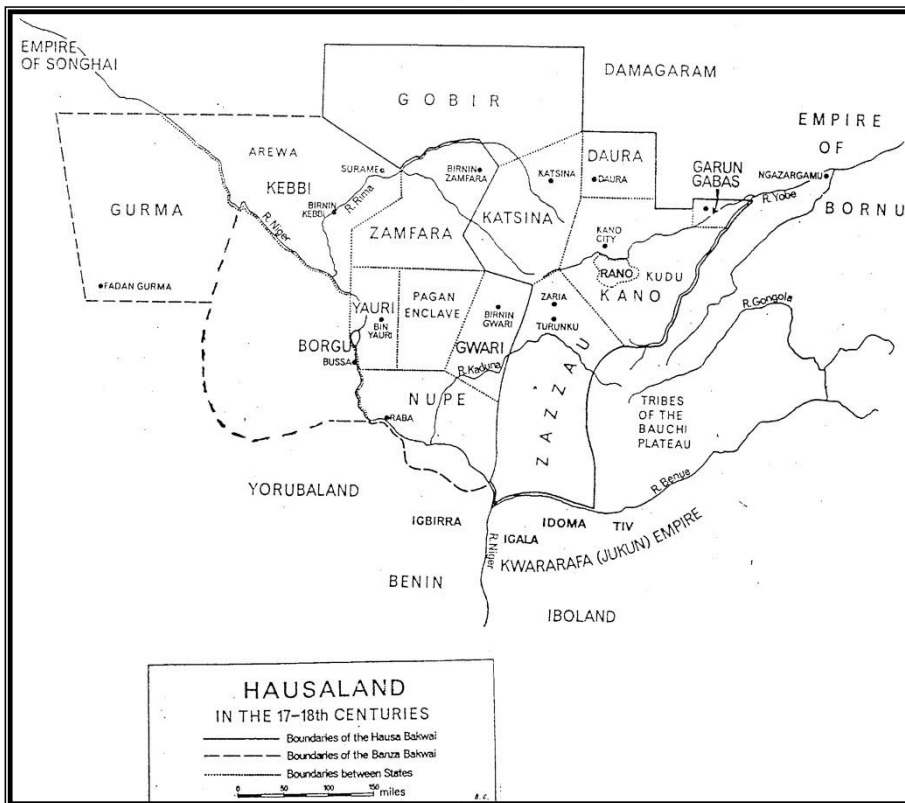 EMPIRE
OF SONGHAI
DAMAGARAM
GOBIR
EMPIRE
OF
BORNU
AREWA
SURAME
BIRNIN
ZAMFARA
KATSINA
DAURA
DAURA
GARUN
GABAS
NGAZARGAMU
R. Yobe
KEBBI
R. Rima
BIRNIN
KEBBI
GURMA
R. Niger
ZAMFARA
KATSINA
KANO
CITY
RANO
KUDU
KANO
FADAN GURMA
YAURI
BIN
YAURI
PAGAN
ENCLAVE
BIRNIN
GWARI
ZARIA
TURUNKU
R. Gongola
BORGU
BUSSA
GWARI
R. Kaduna
NUPE
RABA
ZAZZAU
TRIBES
OF THE
BAUCHI
PLATEAU
R. Benue
YORUBALAND
IGBIRRA
IDOMA
TIV
IGALA
R. Niger
KWARARAFA (JUKUN) EMPIRE
BENIN
IBOLAND
HAUSALAND
IN THE 17-18th CENTURIES
Boundaries of the Hausa Bakwai
Boundaries of the Banza Bakwai
Boundaries between States
0 50 100 150
miles
B.C.